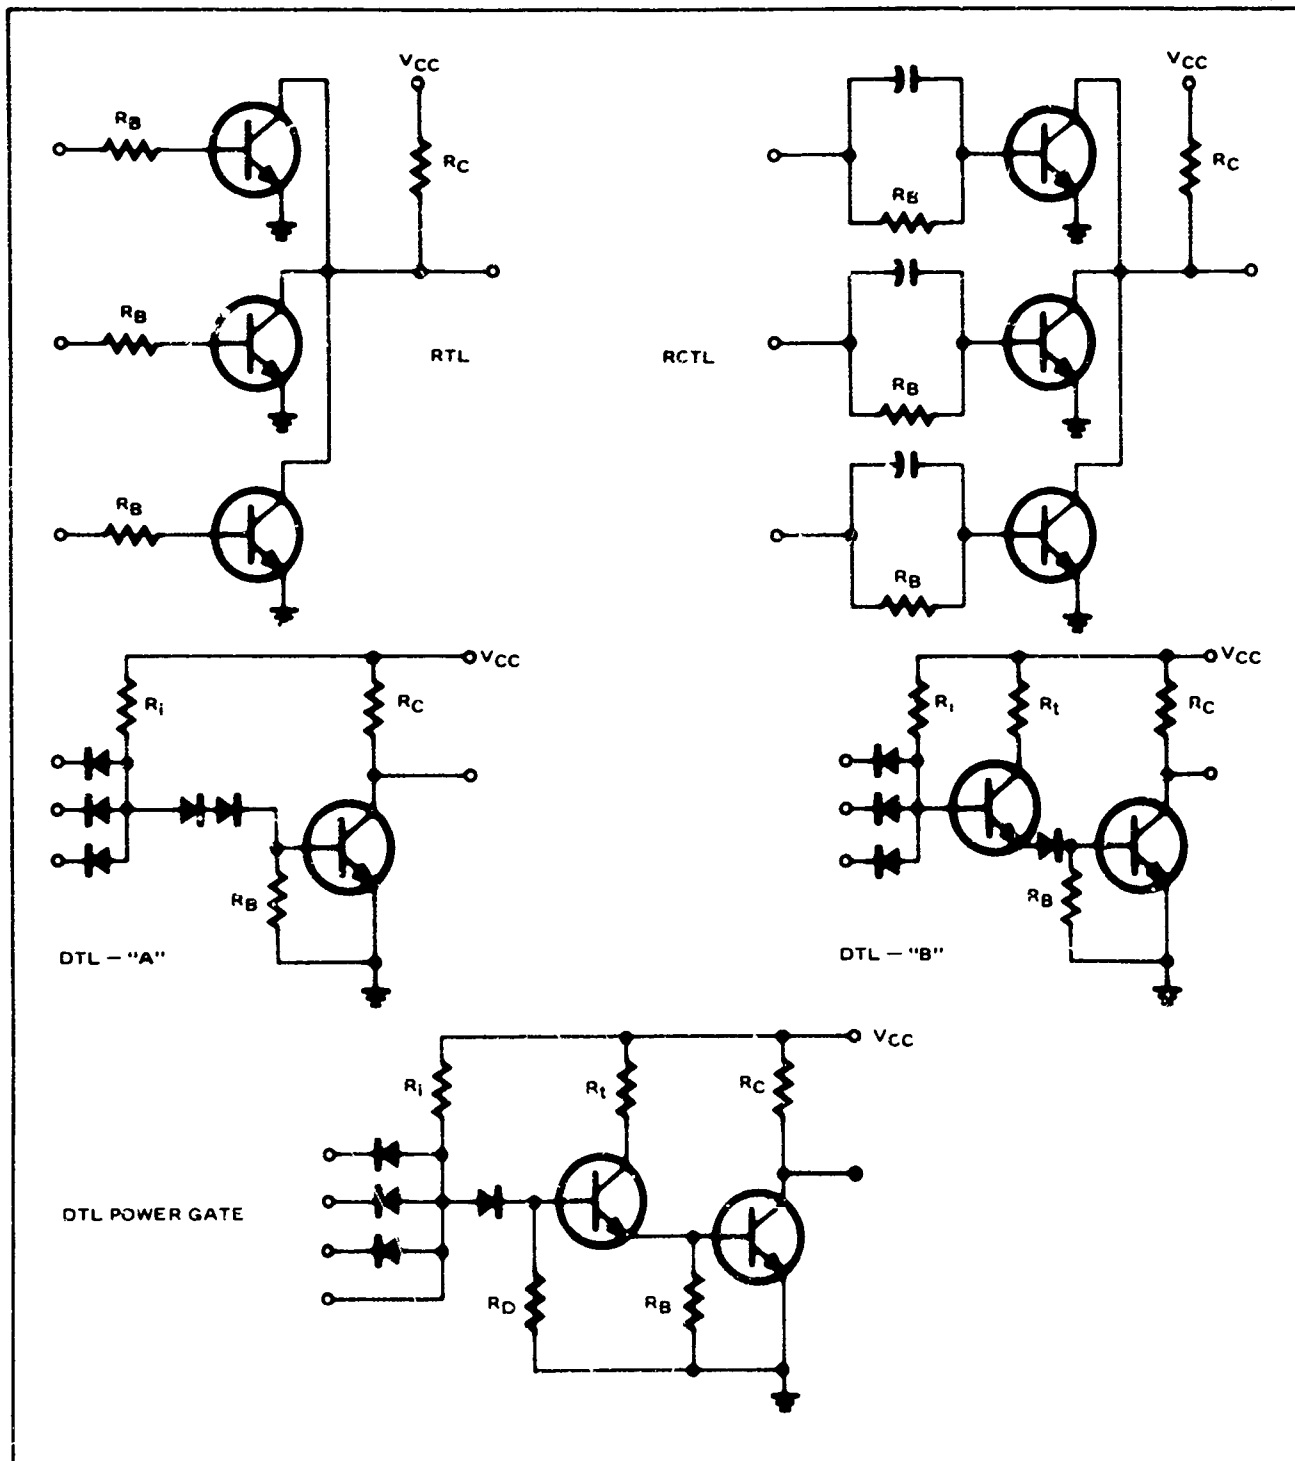 VCC
RB
RC
RB
RTL
RB
VCC
RB
RC
RCTL
RB
RB
VCC
Ri
RC
RB
DTL – "A"
VCC
Rı
Rt
RC
RB
DTL – "B"
VCC
Ri
Rt
RC
DTL POWER GATE
RD
RB